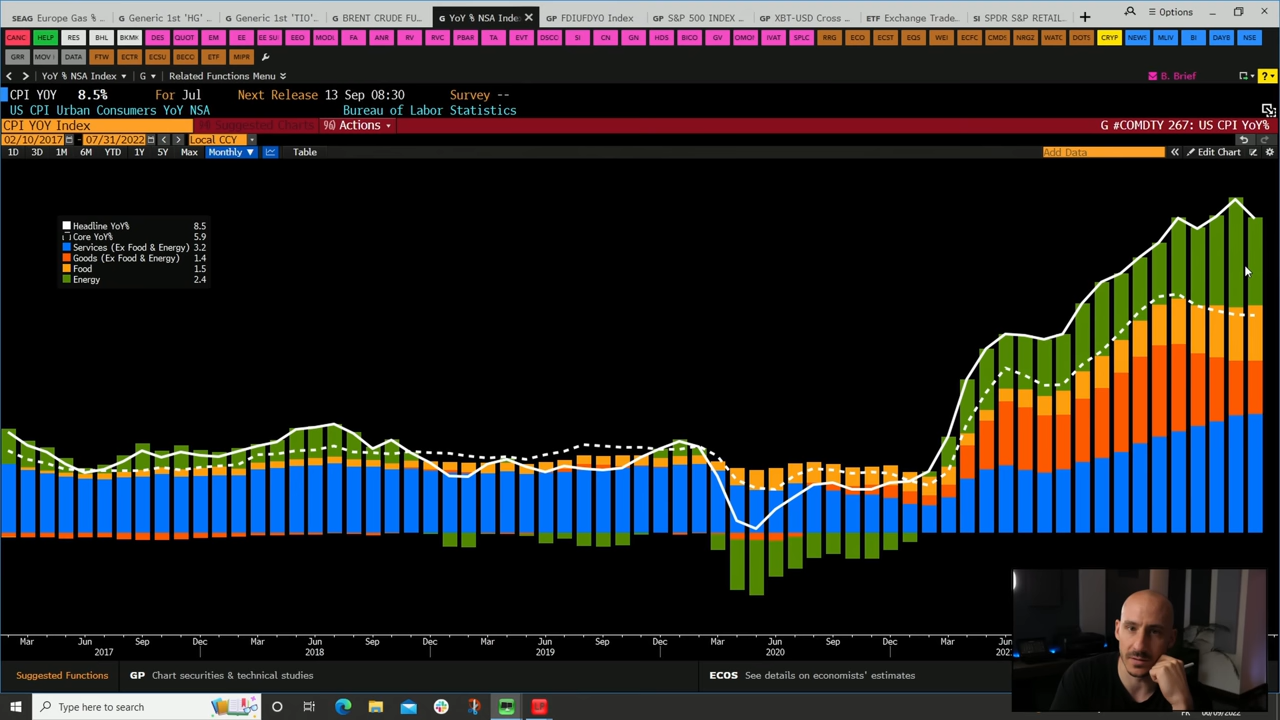 SEAG Europe Gas % G Generic 1st 'HG' G Generic 1st 'TIO' G BRENT CRUDE FU... G YoY % NSA Inde G FDIUFDYO Index G S&P 500 INDEX G XBT-USD Cross ETF Exchange Trade.. SI SPDR S&P RETAIL.. Options
CANC HELP RES BHL BKMK DES QUOT EM EE EE SU EEO MODL FA ANR RV RVC PBAR TA EVT DSCC SI CN GN HDS BICO GV OMO! IVAT SPLC RRG ECO ECST EQS WEI CMDS NRGZ WATC DOTS CRYP NEWS MLIV BI DAYB NSE
GRR MOV DATA FTW ECTR ECSU BECO ETF MIPR
YoY % NSA Index G Related Functions Menu B. Brief
CPI YOY 8.5% For Jul Next Release 13 Sep 08:30 Survey --
US CPI Urban Consumers YoY NSA Bureau of Labor Statistics
CPI YOY Index Suggested Charts 90 Actions G #COMDTY 267: US CPI YoY%
02/10/2017 - 07/31/2022 Local CCY
1D 3D 1M 6M YTD 1Y 5Y Max Monthly ▼ Table Add Data « Edit Chart
Headline YoY% 8.5
Core YoY% 5.9
Services (Ex Food & Energy) 3.2
Goods (Ex Food & Energy) 1.4
Food 1.5
Energy 2.4
Mar Jun Sep Dec Mar Jun Sep Dec Mar Jun Sep Dec Mar Jun Sep Dec Mar
2017 2018 2019 2020
Suggested Functions GP Chart securities & technical studies ECOS See details on economists' estimates
Type here to search